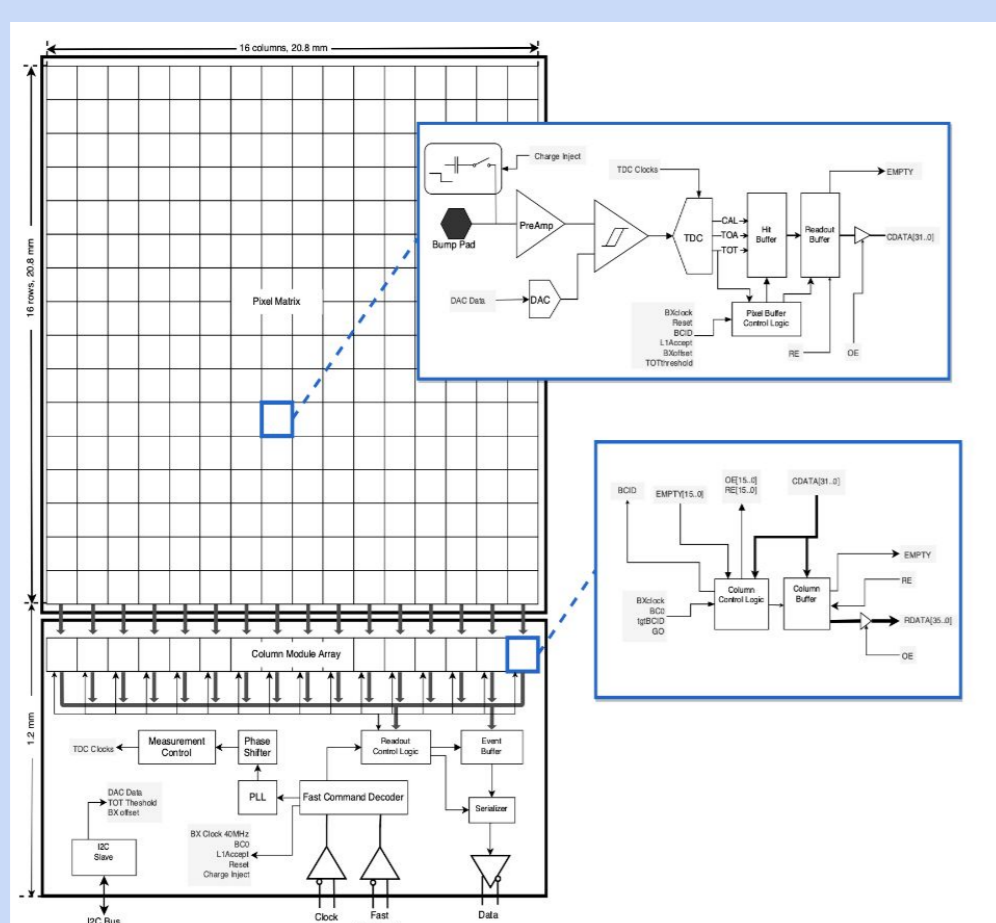 16 columns, 20.8 mm
16 rows, 20.8 mm
Pixel Matrix
Charge Inject
TDC Clocks
EMPTY
Bump Pad
PreAmp
TDC
CAL
TOA
TOT
Hit
Buffer
Readout
Buffer
CDATA[31..0]
DAC Data
DAC
BXclock
Reset
BCID
L1Accept
BXoffset
TOTthreshold
Pixel Buffer
Control Logic
RE
OE
BCID
EMPTY[15..0]
OE[15..0]
RE[15..0]
CDATA[31..0]
EMPTY
BXclock
BC0
tgtBCID
GO
Column
Control Logic
Column
Buffer
RE
RDATA[35..0]
OE
Column Module Array
1.2 mm
TDC Clocks
Measurement
Control
Phase
Shifter
Readout
Control Logic
Event
Buffer
DAC Data
TOT Theshold
BX offset
PLL
Fast Command Decoder
Serializer
I2C
Slave
BX Clock 40MHz
BC0
L1Accept
Reset
Charge Inject
I2C Bus
Clock
Fast
Data